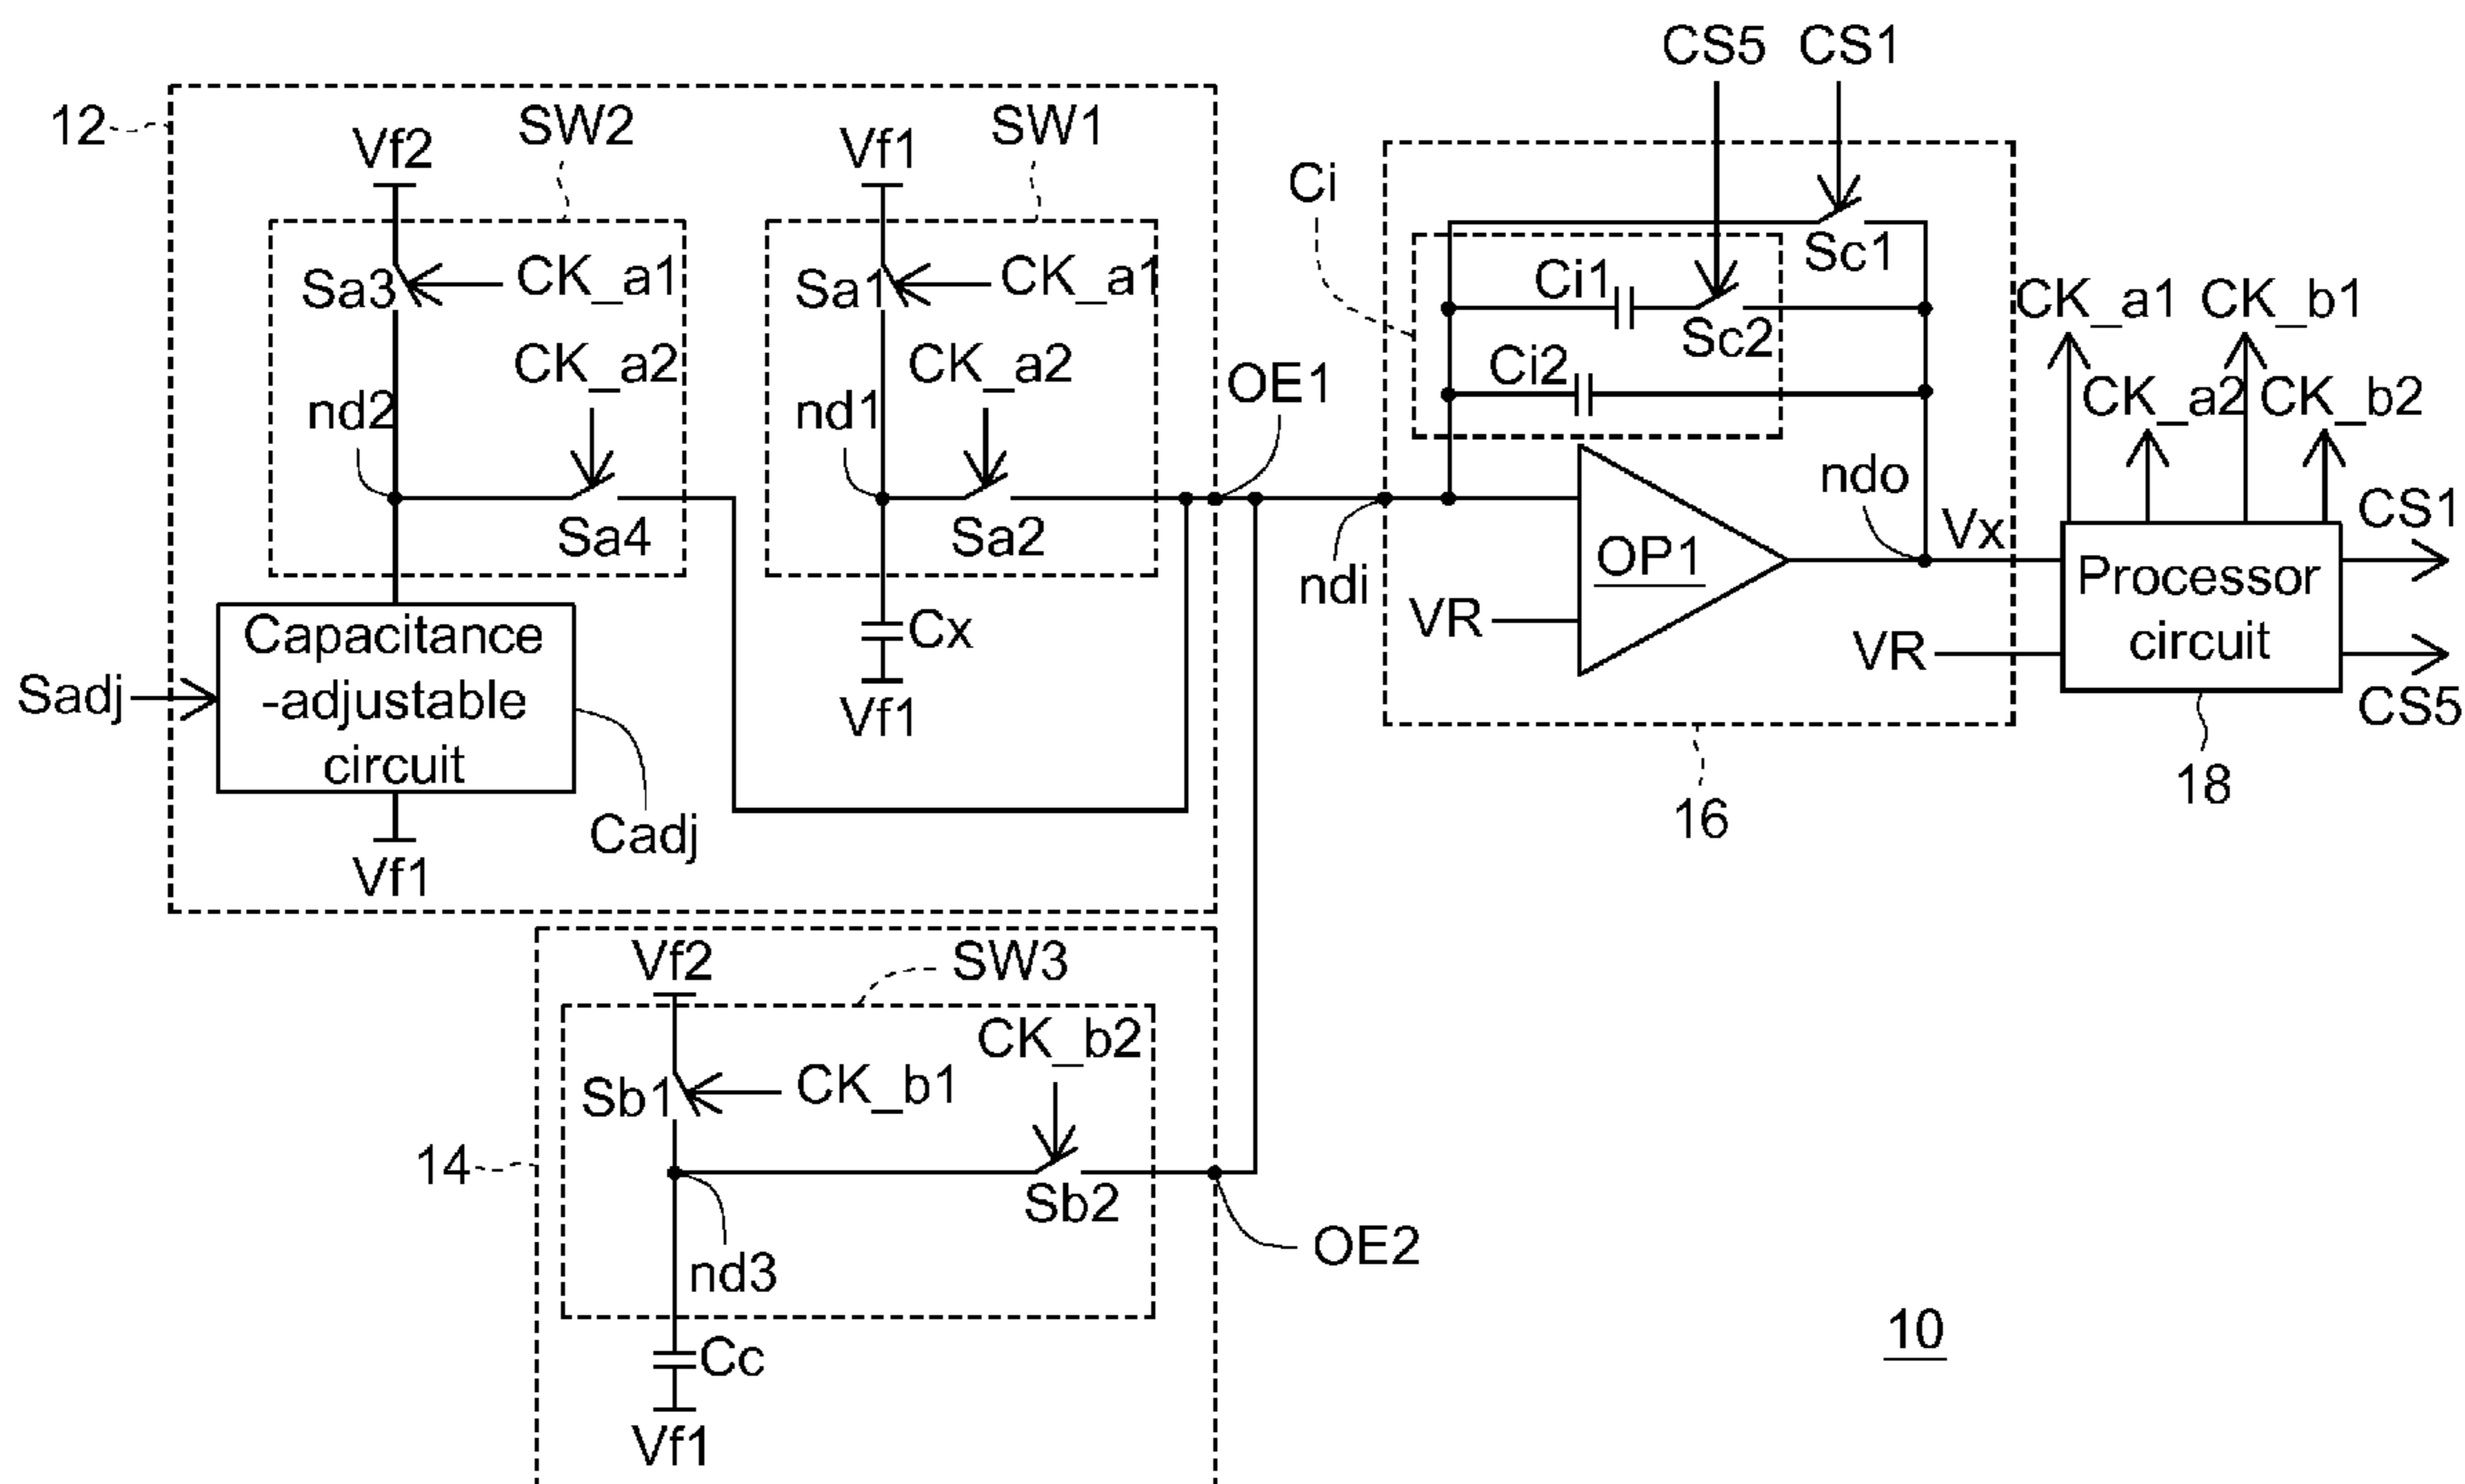 CS5 CS1
12
SW2
SW1
Vf2
Vf1
Ci
Sa3
CK_a1
Sa1
CK_a1
Sc1
Ci1
Sc2
CK_a1
CK_b1
CK_a2
CK_a2
Ci2
OE1
CK_a2
CK_b2
nd2
nd1
ndo
Sa4
Sa2
ndi
OP1
Vx
CS1
VR
VR
Processor
circuit
CS5
Capacitance
-adjustable
circuit
Cx
Vf1
Sadj
Cadj
Vf1
16
18
Vf2
SW3
CK_b2
Sb1
CK_b1
14
Sb2
nd3
OE2
Cc
Vf1
10